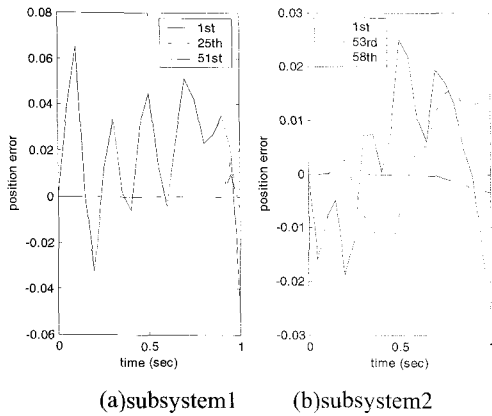 0.08
0.06
0.04
0.02
0
-0.02
-0.04
-0.06
position error
1st
25th
51st
0
0.5
1
time (sec)
(a)subsystem1
0.03
0.02
0.01
0
-0.01
-0.02
-0.03
position error
1st
53rd
58th
0
0.5
1
time (sec)
(b)subsystem2